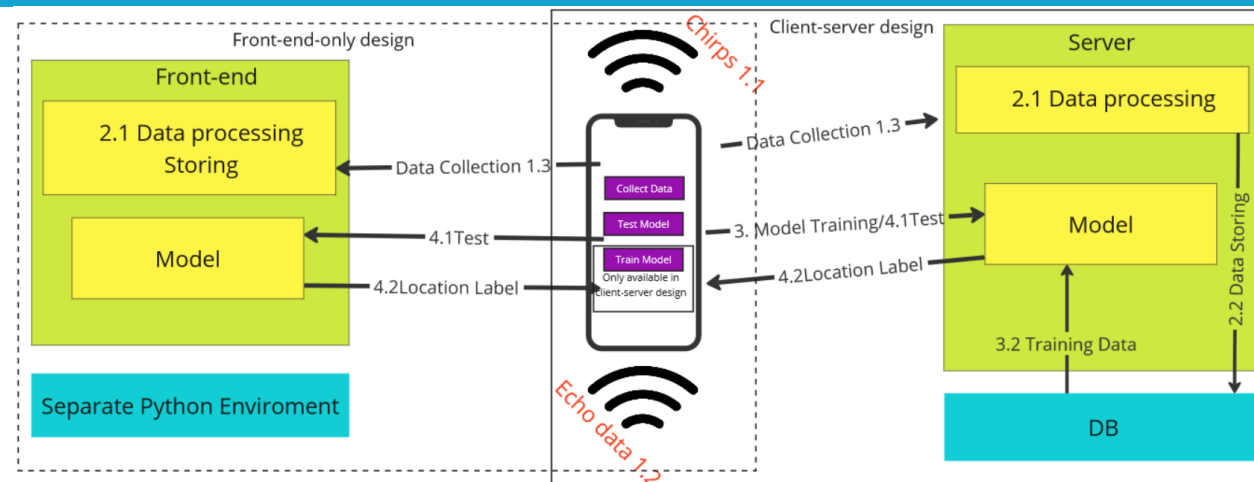 Front-end-only design
Client-server design
Front-end
2.1 Data processing
Storing
Model
Separate Python Enviroment
Data Collection 1.3
4.1Test
4.2Location Label
Chirps 1.1
Collect Data
Test Model
Train Model
Only available in
client-server design
Echo data 1.2
Data Collection 1.3
3. Model Training/4.1Test
4.2Location Label
Server
2.1 Data processing
Model
2.2 Data Storing
3.2 Training Data
DB